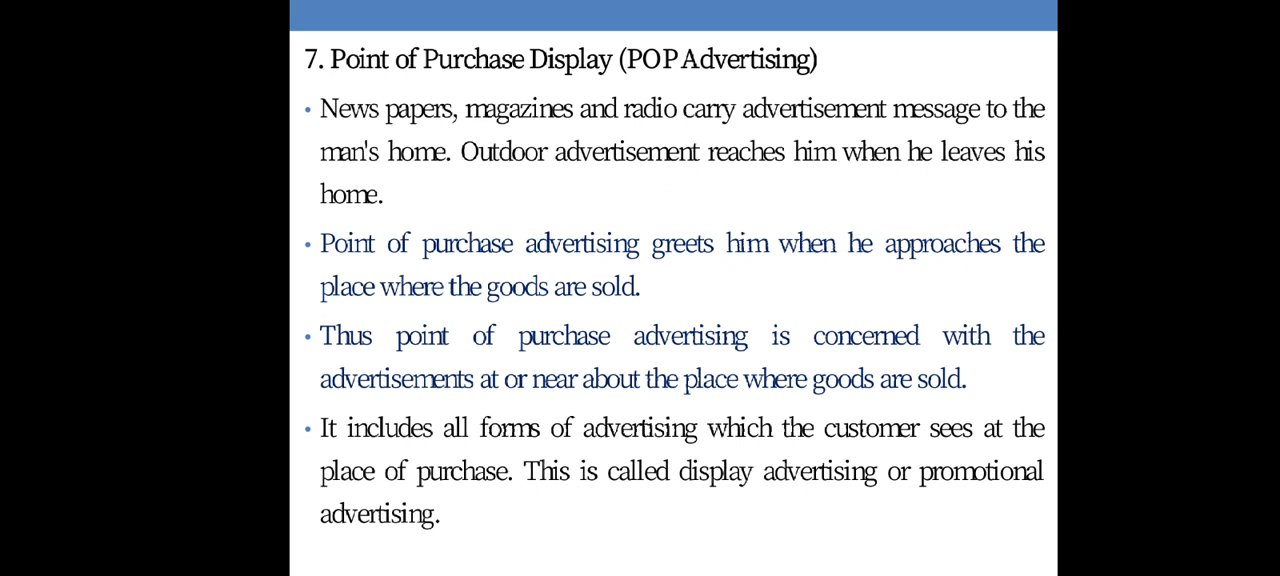 7. Point of Purchase Display (POP Advertising)
• News papers, magazines and radio carry advertisement message to the
man's home. Outdoor advertisement reaches him when he leaves his
home.
• Point of purchase advertising greets him when he approaches the
place where the goods are sold.
• Thus point of purchase advertising is concerned with the
advertisements at or near about the place where goods are sold.
• It includes all forms of advertising which the customer sees at the
place of purchase. This is called display advertising or promotional
advertising.